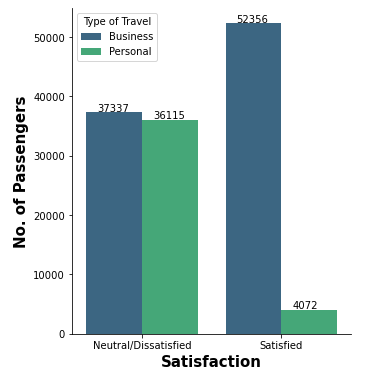 Type of Travel
Business
Personal
52356
37337
36115
4072
50000
40000
30000
20000
10000
0
No. of Passengers
Neutral/Dissatisfied
Satisfied
Satisfaction